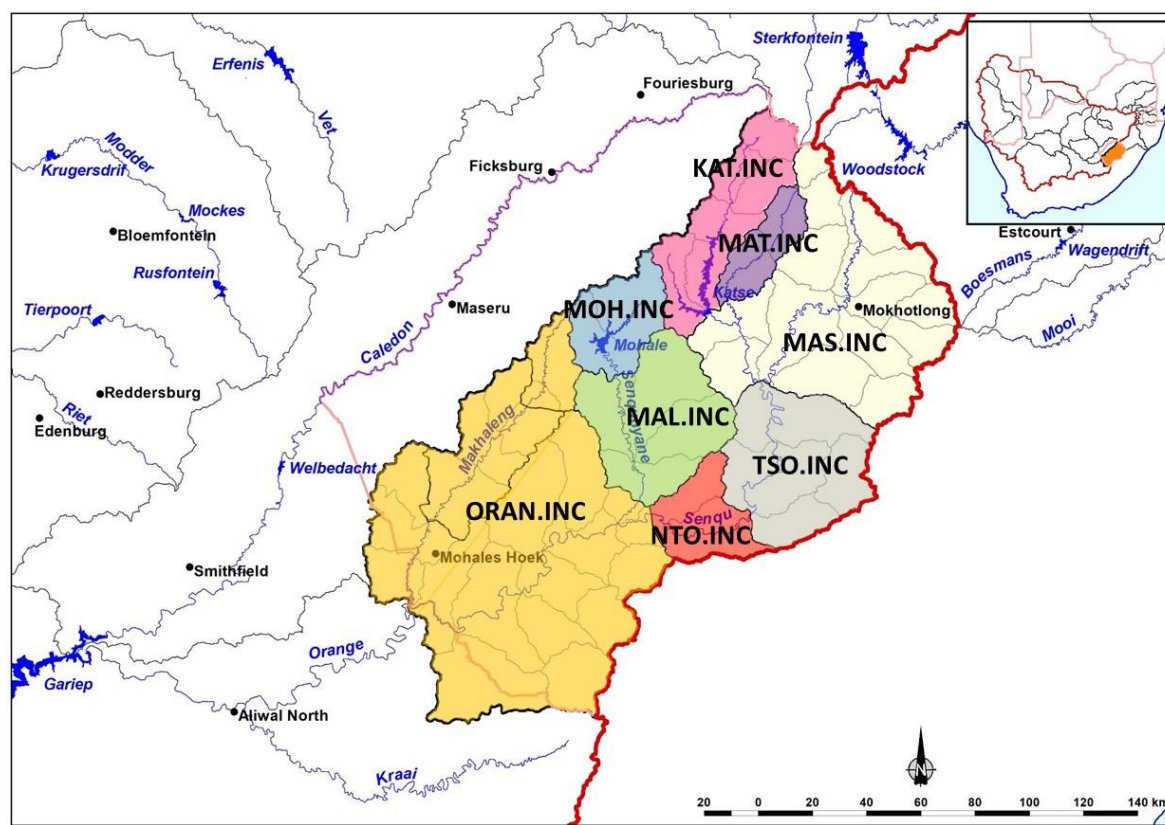 Sterkfontein
Erfenis
Vet
Fouriesburg
Modder
Krugersdrif
Ficksburg
KAT.INC
Woodstock
Mockes
Bloemfontein
Estcourt
MAT.INC
Boesmans
Wagendrift
Rusfontein
Katse
Tierpoort
Maseru
MOH.INC
Mokhotlong
Mooi
Caledon
Mohale
MAS.INC
Reddersburg
Riet
Edenburg
Senqunyane
MAL.INC
Makhaleng
Welbedacht
TSO.INC
ORAN.INC
Senqu
NTO.INC
Mohales Hoek
Smithfield
Orange
Gariep
Aliwal North
Kraai
N
20 0 20 40 60 80 100 120 140 km